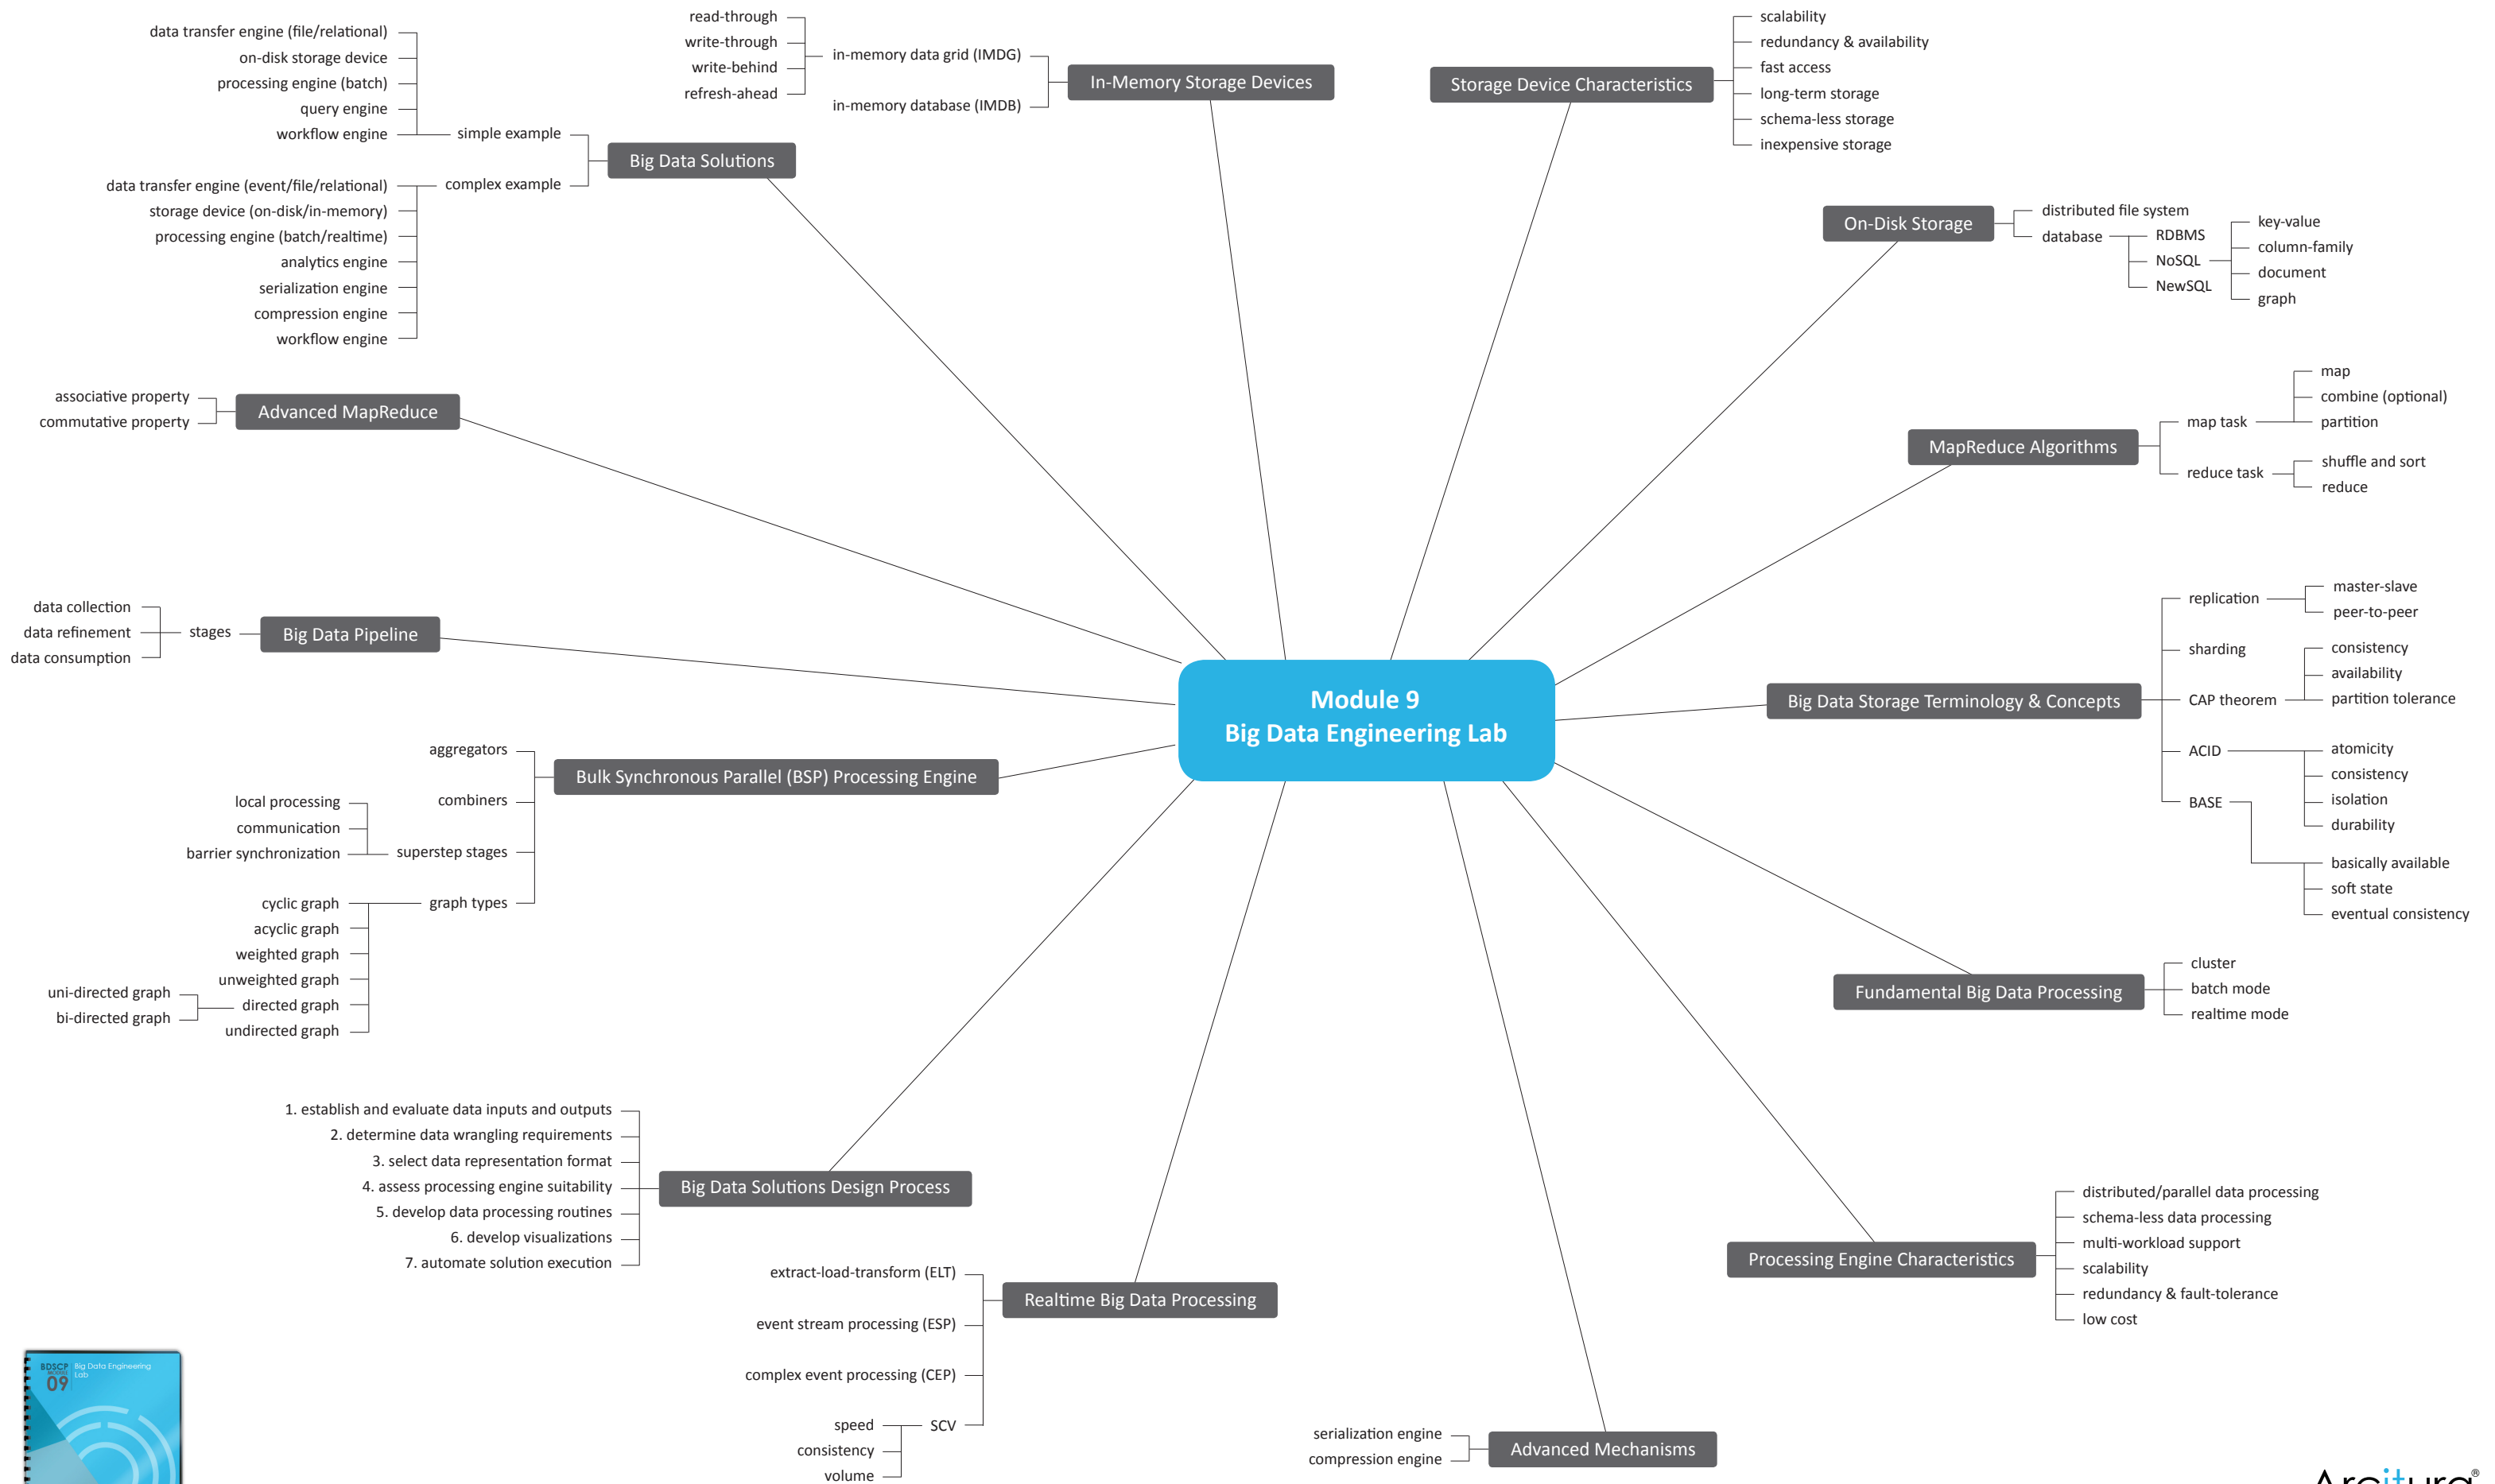 Module 9
Big Data Engineering Lab
In-Memory Storage Devices
in-memory data grid (IMDG)
read-through
write-through
write-behind
refresh-ahead
in-memory database (IMDB)
Storage Device Characteristics
scalability
redundancy & availability
fast access
long-term storage
schema-less storage
inexpensive storage
On-Disk Storage
distributed file system
database
RDBMS
NoSQL
key-value
column-family
document
graph
NewSQL
MapReduce Algorithms
map task
map
combine (optional)
partition
reduce task
shuffle and sort
reduce
Big Data Storage Terminology & Concepts
replication
master-slave
peer-to-peer
sharding
CAP theorem
consistency
availability
partition tolerance
ACID
atomicity
consistency
isolation
durability
BASE
basically available
soft state
eventual consistency
Fundamental Big Data Processing
cluster
batch mode
realtime mode
Processing Engine Characteristics
distributed/parallel data processing
schema-less data processing
multi-workload support
scalability
redundancy & fault-tolerance
low cost
Advanced Mechanisms
serialization engine
compression engine
Realtime Big Data Processing
extract-load-transform (ELT)
event stream processing (ESP)
complex event processing (CEP)
SCV
speed
consistency
volume
Big Data Solutions Design Process
1. establish and evaluate data inputs and outputs
2. determine data wrangling requirements
3. select data representation format
4. assess processing engine suitability
5. develop data processing routines
6. develop visualizations
7. automate solution execution
Bulk Synchronous Parallel (BSP) Processing Engine
aggregators
combiners
superstep stages
local processing
communication
barrier synchronization
graph types
cyclic graph
acyclic graph
weighted graph
unweighted graph
directed graph
uni-directed graph
bi-directed graph
undirected graph
Big Data Pipeline
stages
data collection
data refinement
data consumption
Advanced MapReduce
associative property
commutative property
Big Data Solutions
simple example
data transfer engine (file/relational)
on-disk storage device
processing engine (batch)
query engine
workflow engine
complex example
data transfer engine (event/file/relational)
storage device (on-disk/in-memory)
processing engine (batch/realtime)
analytics engine
serialization engine
compression engine
workflow engine
BDSCP
MODULE
09
Big Data Engineering
Lab
Arcitura®